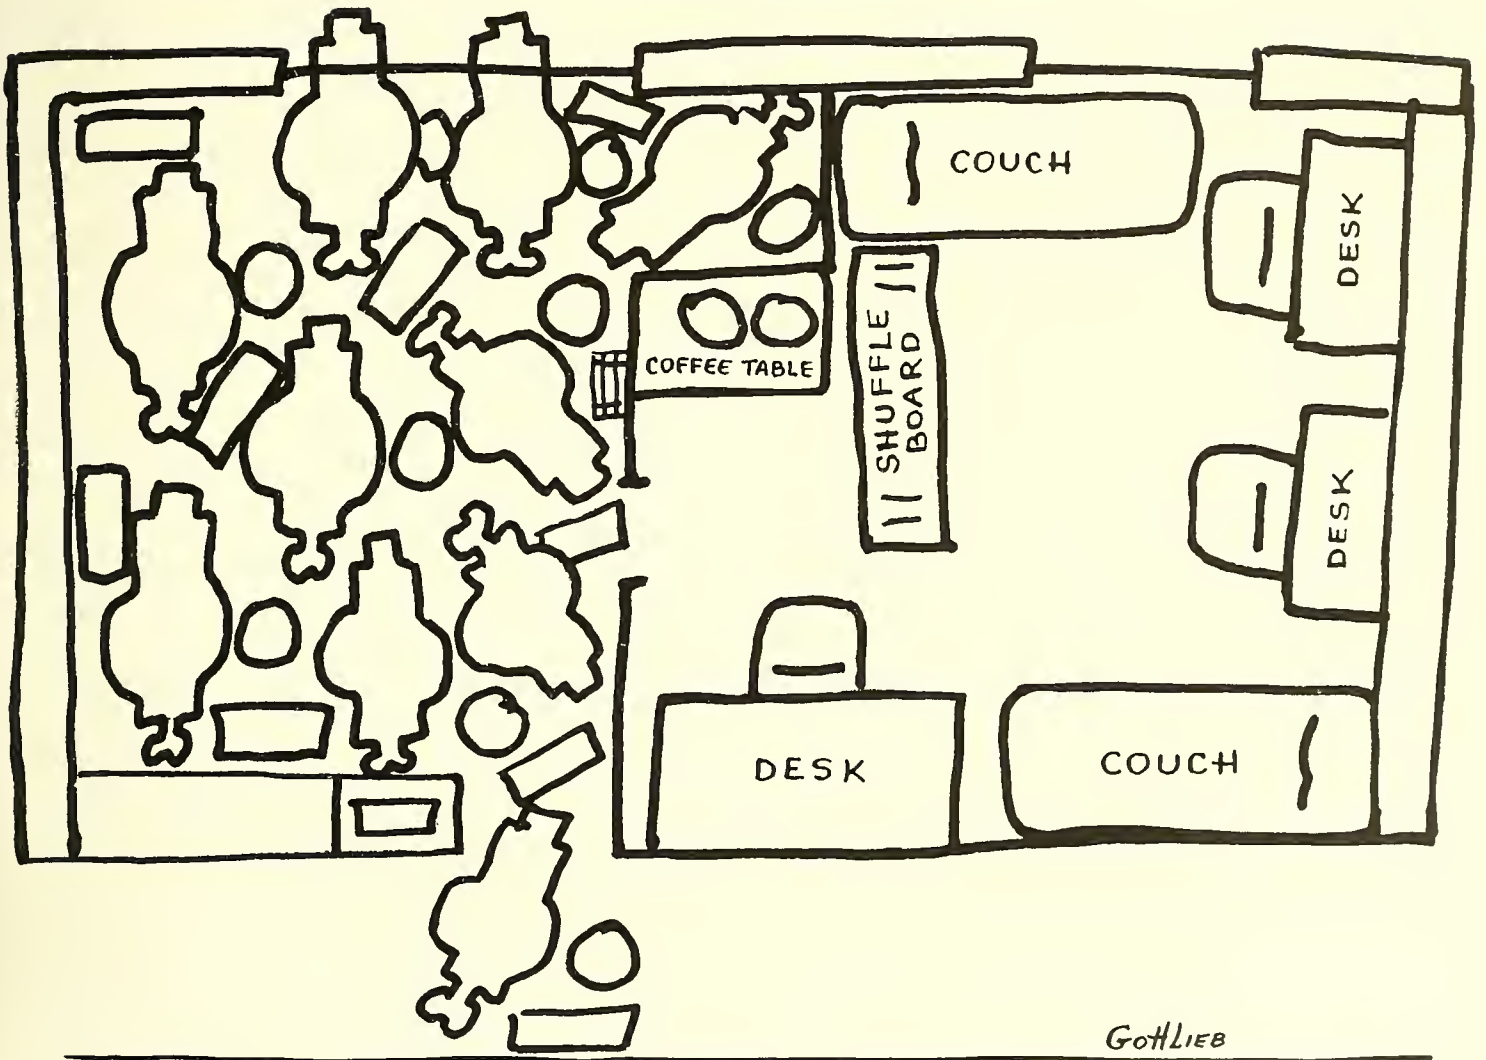 COUCH
DESK
SHUFFLE
BOARD
COFFEE TABLE
DESK
DESK
COUCH
GOTTLIEB